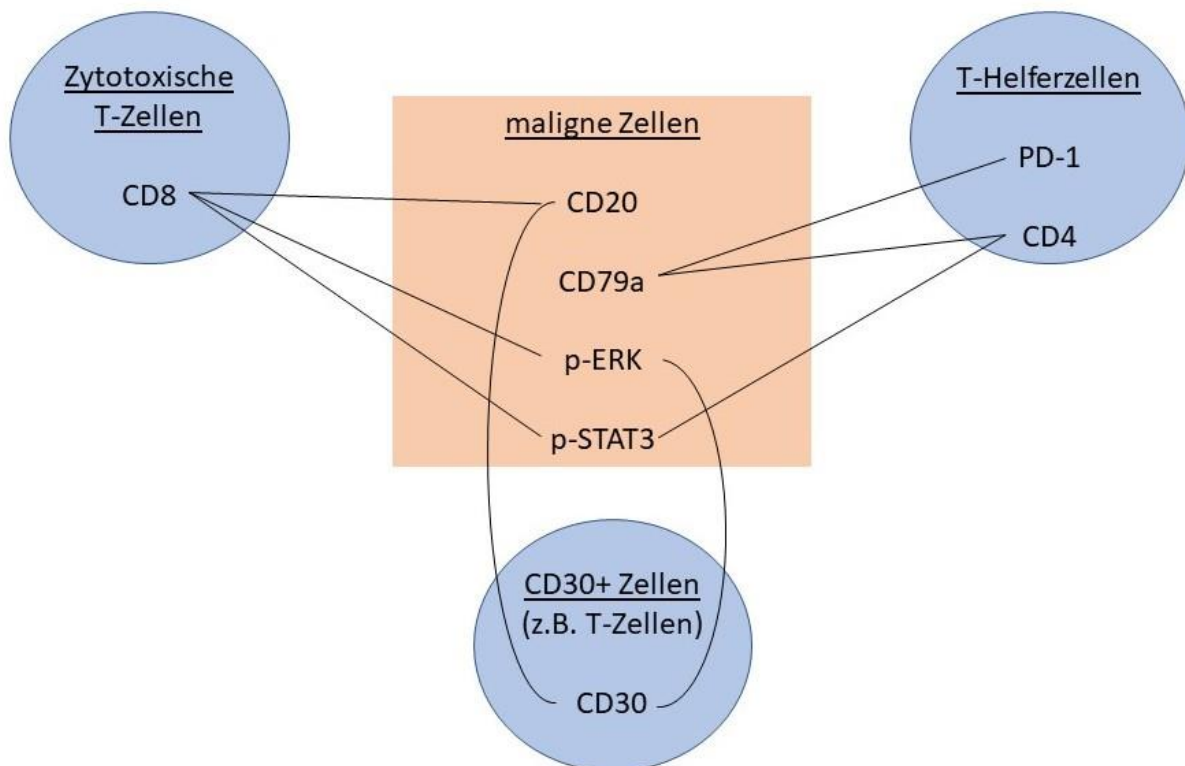 Zytotoxische
T-Zellen
CD8
maligne Zellen
CD20
CD79a
p-ERK
p-STAT3
T-Helferzellen
PD-1
CD4
CD30+ Zellen
(z.B. T-Zellen)
CD30